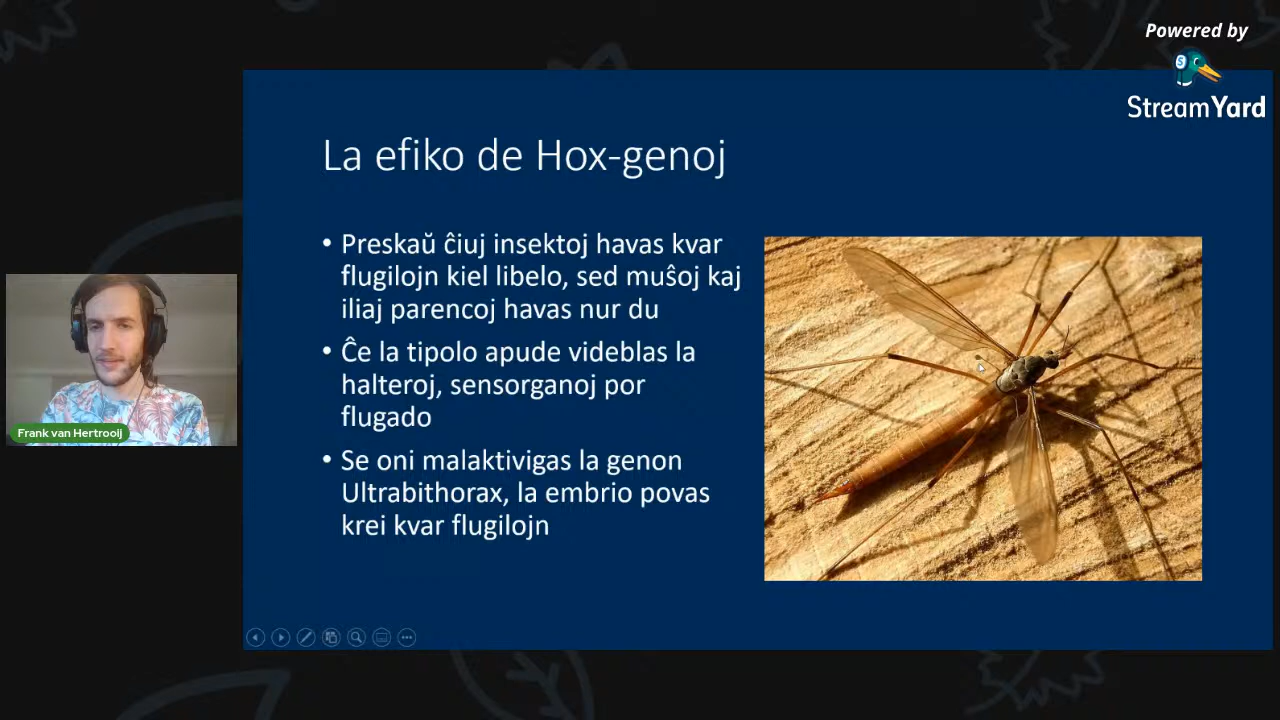 Powered by
StreamYard
La efiko de Hox-genoj
• Preskaŭ ĉiuj insektoj havas kvar
flugilojn kiel libelo, sed muŝoj kaj
iliaj parencoj havas nur du
• Ĉe la tipolo apude videblas la
halteroj, sensorganoj por
flugado
• Se oni malaktivigas la genon
Ultrabithorax, la embrio povas
krei kvar flugilojn
Frank van Hertrooij